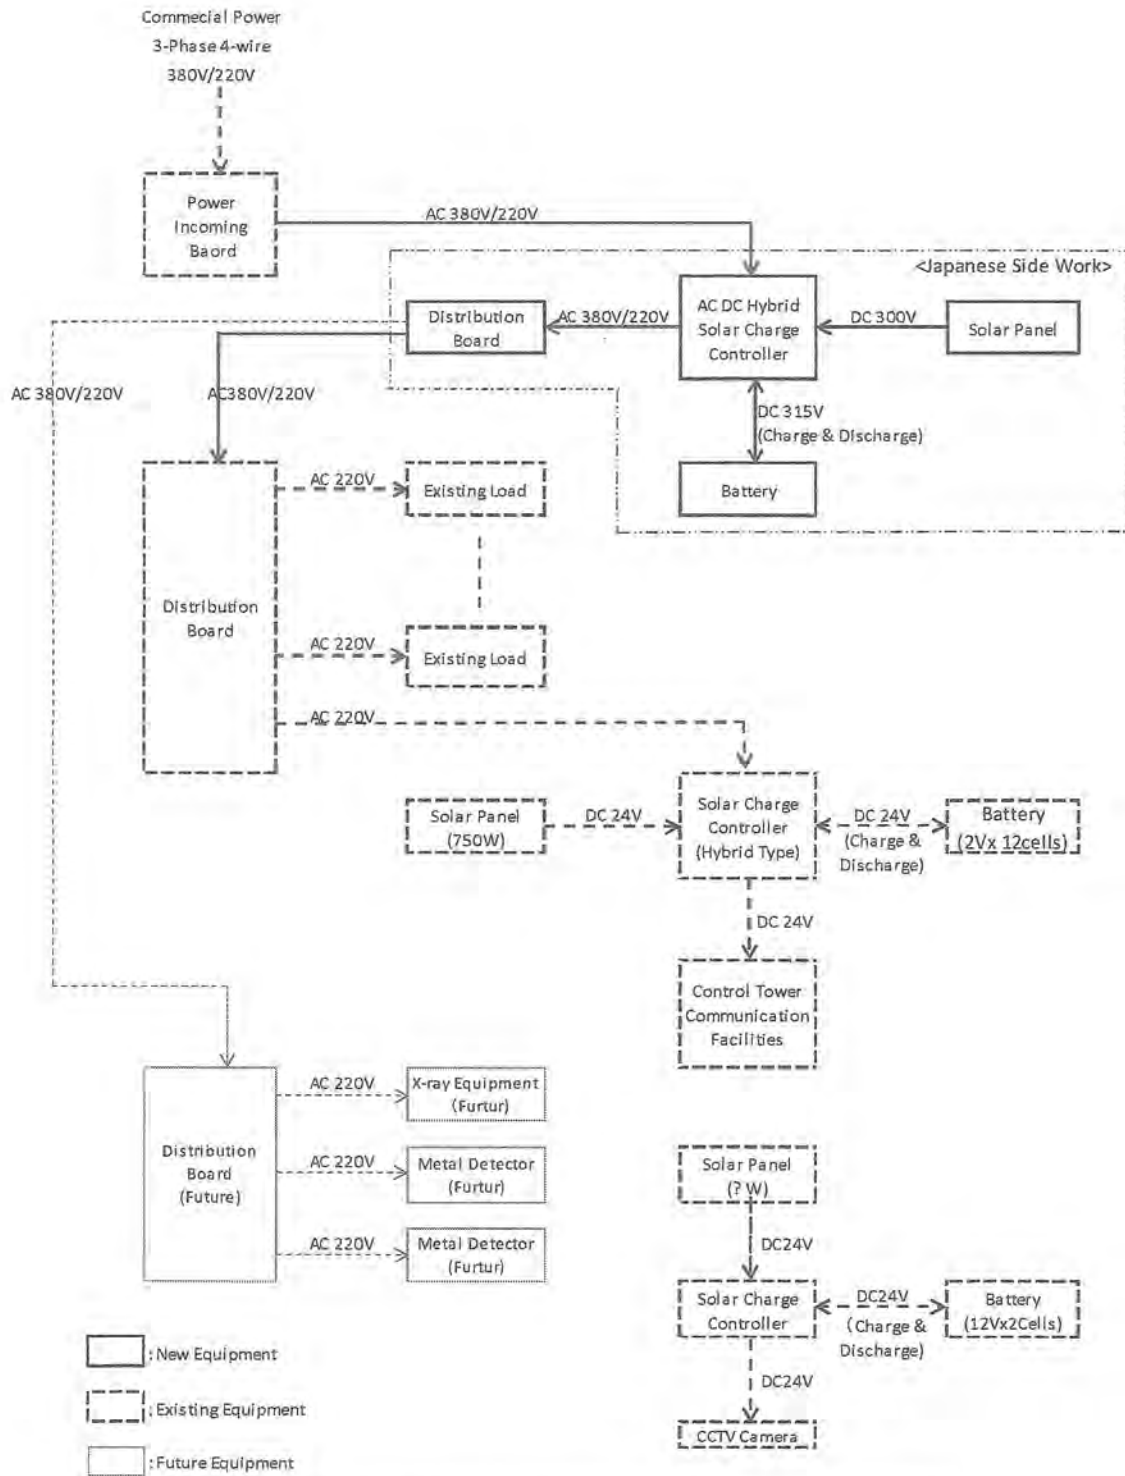 Commecial Power
3-Phase 4-wire
380V/220V
Power
Incoming
Baord
AC 380V/220V
<Japanese Side Work>
Distribution
Board
AC 380V/220V
AC DC Hybrid
Solar Charge
Controller
DC 300V
Solar Panel
AC 380V/220V
AC380V/220V
DC 315V
(Charge & Discharge)
Battery
AC 220V
Existing Load
Distribution
Board
AC 220V
Existing Load
AC 220V
Solar Panel
(750W)
DC 24V
Solar Charge
Controller
(Hybrid Type)
DC 24V
(Charge &
Discharge)
Battery
(2Vx 12cells)
DC 24V
Control Tower
Communication
Facilities
Distribution
Board
(Future)
AC 220V
X-ray Equipment
(Furtur)
AC 220V
Metal Detector
(Furtur)
AC 220V
Metal Detector
(Furtur)
Solar Panel
(? W)
DC24V
Solar Charge
Controller
DC24V
(Charge &
Discharge)
Battery
(12Vx2Cells)
DC24V
CCTV Camera
: New Equipment
: Existing Equipment
: Future Equipment